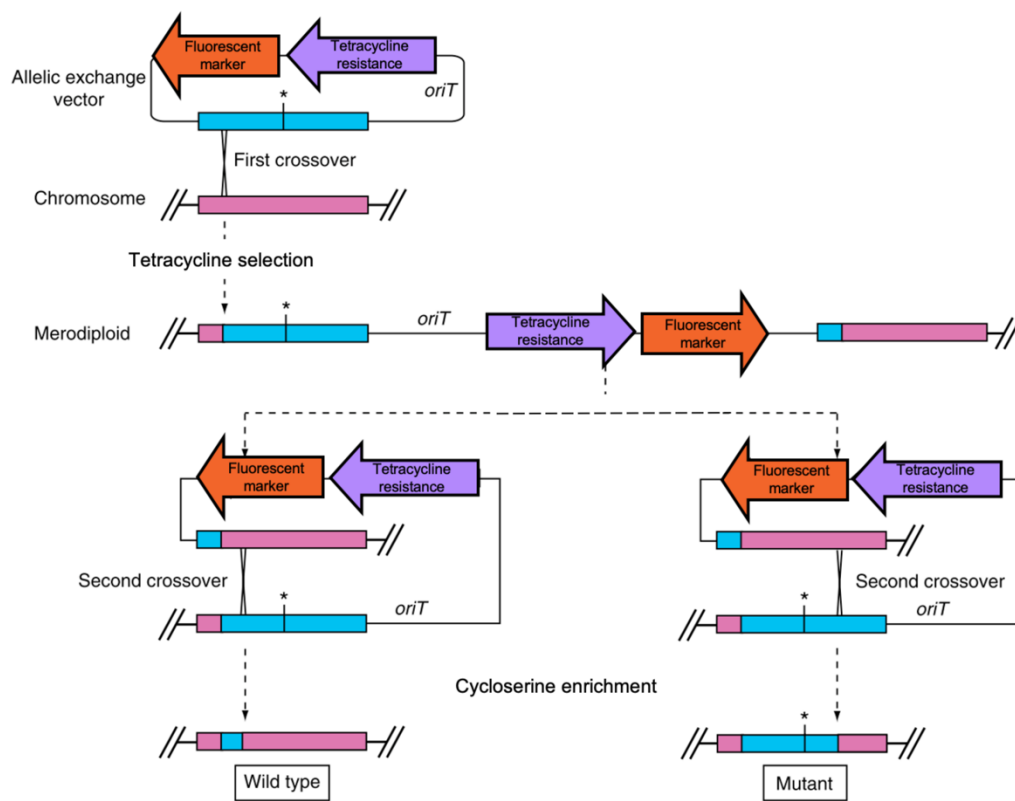 Fluorescent
marker
Tetracycline
resistance
Allelic exchange
vector
oriT
*
First crossover
Chromosome
Tetracycline selection
*
oriT
Merodiploid
Tetracycline
resistance
Fluorescent
marker
Fluorescent
marker
Tetracycline
resistance
Fluorescent
marker
Tetracycline
resistance
Second crossover
*
oriT
Second crossover
*
oriT
Cycloserine enrichment
*
Wild type
Mutant